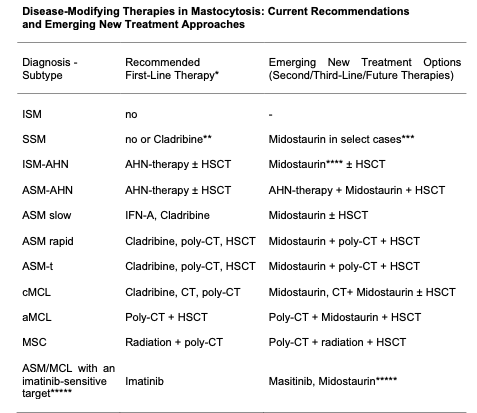 Disease-Modifying Therapies in Mastocytosis: Current Recommendations
and Emerging New Treatment Approaches
Diagnosis - Recommended Emerging New Treatment Options
Subtype First-Line Therapy* (Second/Third-Line/Future Therapies)
ISM no -
SSM no or Cladribine** Midostaurin in select cases***
ISM-AHN AHN-therapy ± HSCT Midostaurin**** ± HSCT
ASM-AHN AHN-therapy ± HSCT AHN-therapy + Midostaurin + HSCT
ASM slow IFN-A, Cladribine Midostaurin ± HSCT
ASM rapid Cladribine, poly-CT, HSCT Midostaurin + poly-CT + HSCT
ASM-t Cladribine, poly-CT, HSCT Midostaurin + poly-CT + HSCT
cMCL Cladribine, CT, poly-CT Midostaurin, CT+ Midostaurin ± HSCT
aMCL Poly-CT + HSCT Poly-CT + Midostaurin + HSCT
MSC Radiation + poly-CT Poly-CT + radiation + HSCT
ASM/MCL with an
imatinib-sensitive Imatinib Masitinib, Midostaurin*****
target*****